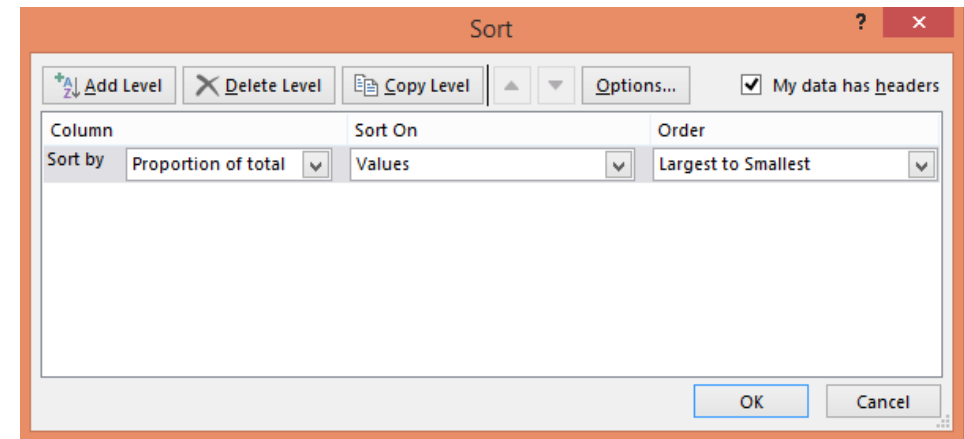 Sort
?
Add Level Delete Level Copy Level Options... My data has headers
Column Sort On Order
Sort by Proportion of total Values Largest to Smallest
OK Cancel